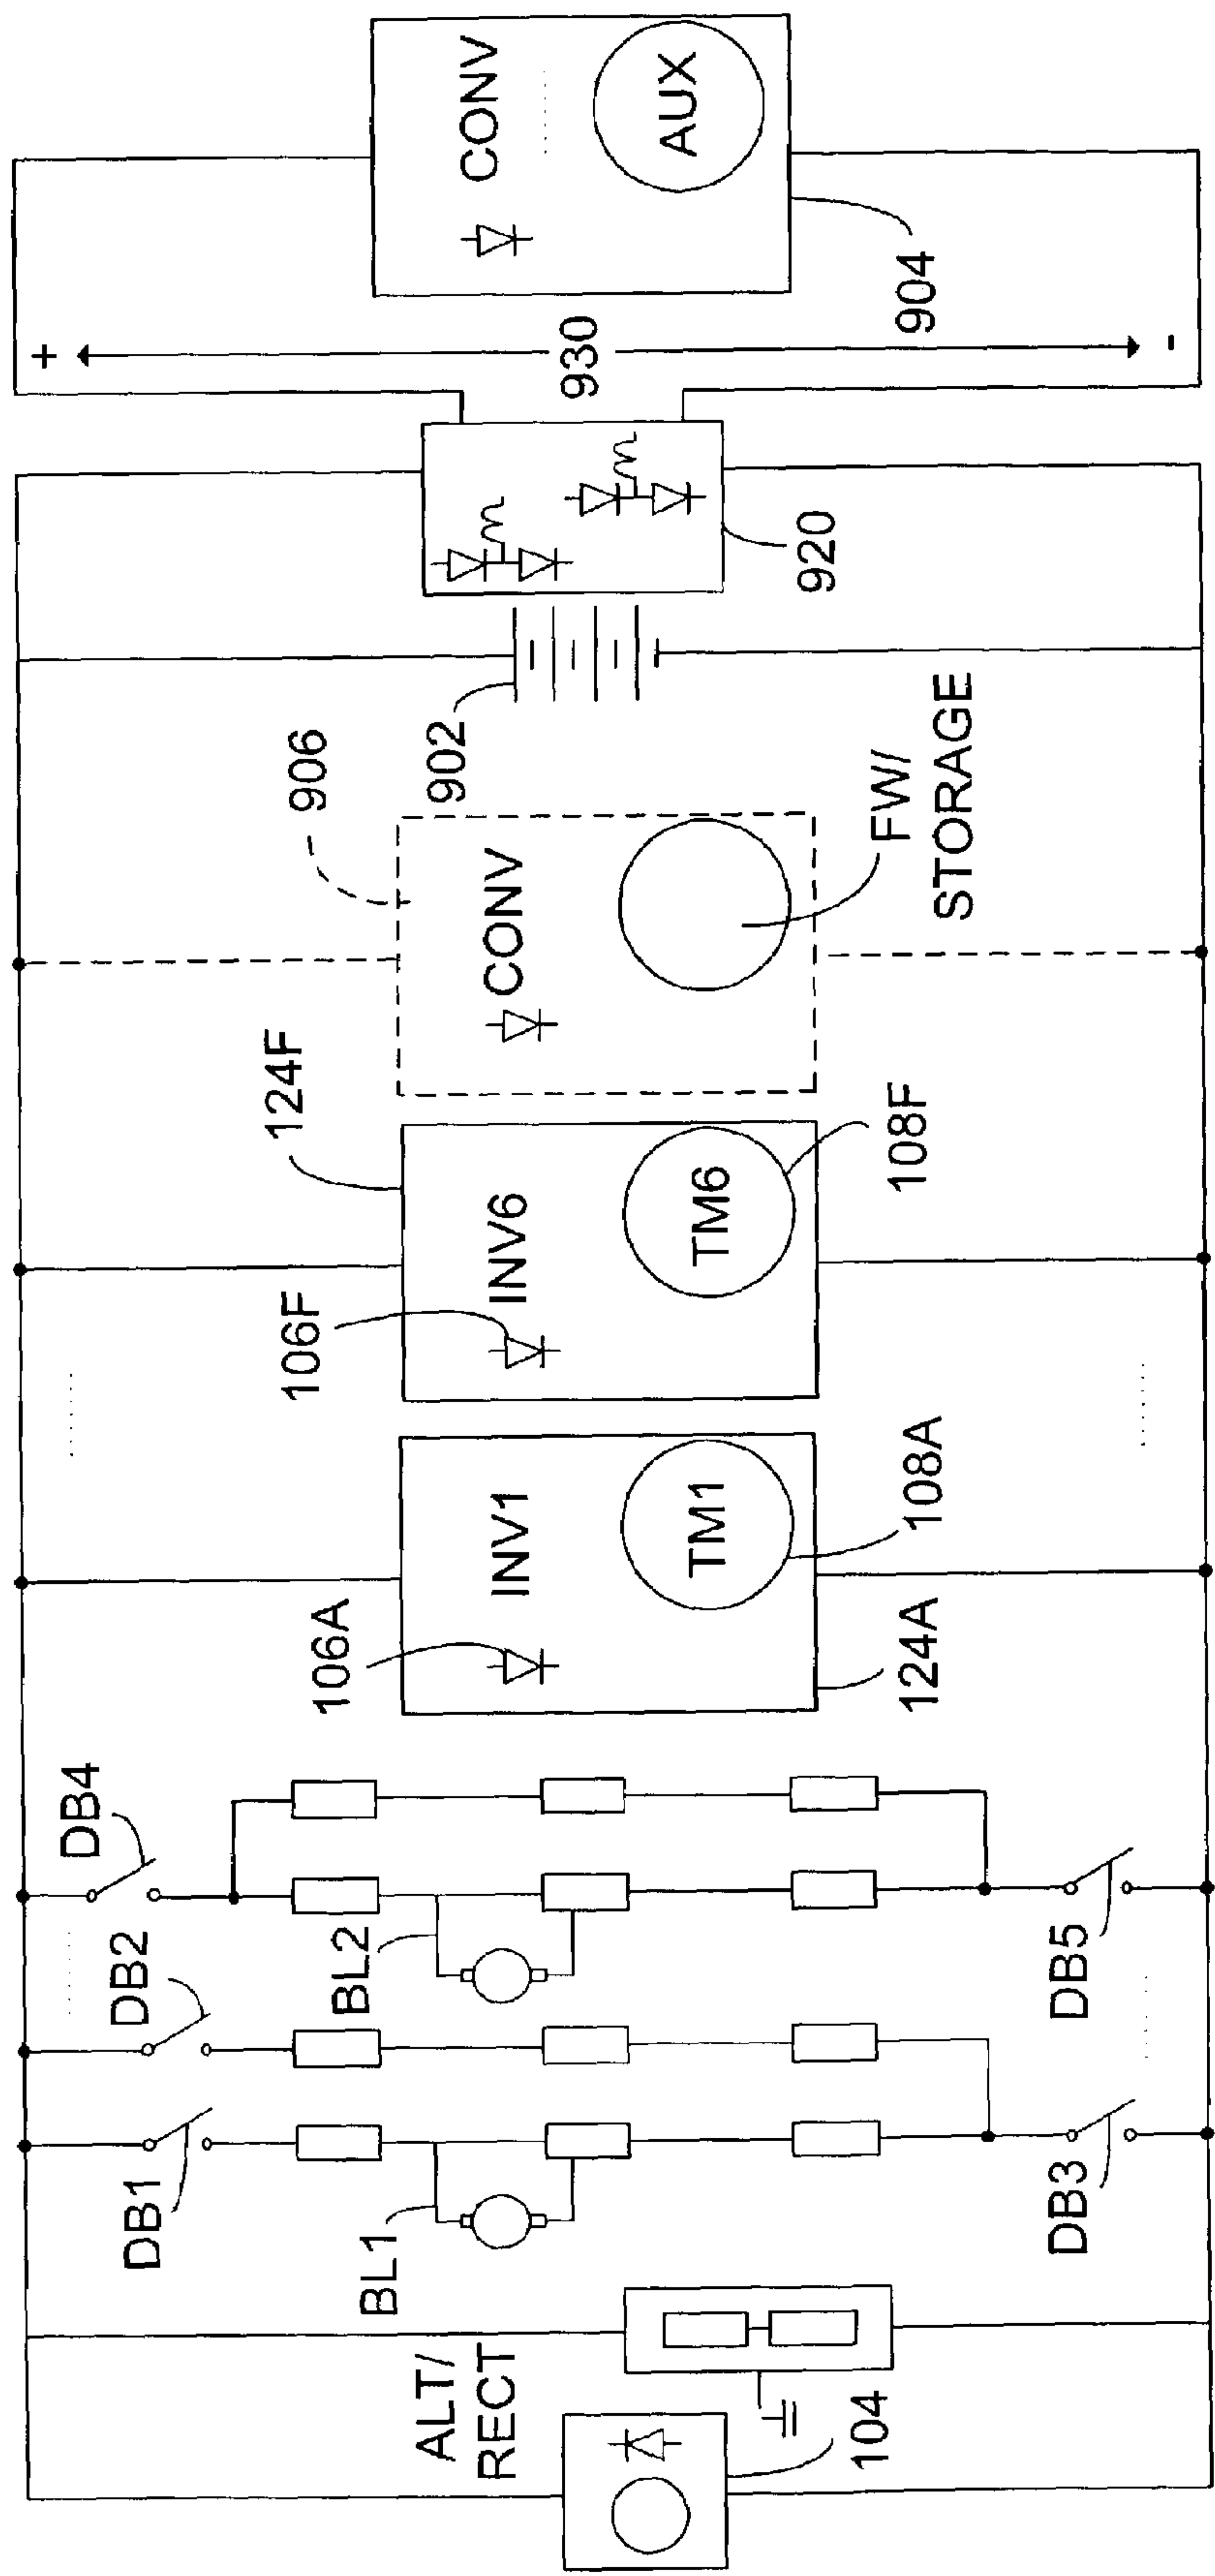 ALT/
RECT
104
BL1
DB1
DB3
DB2
BL2
DB4
DB5
106A
INV1
TM1
108A
124A
106F
INV6
TM6
108F
124F
906
CONV
FW/
STORAGE
902
920
+
930
-
CONV
AUX
904